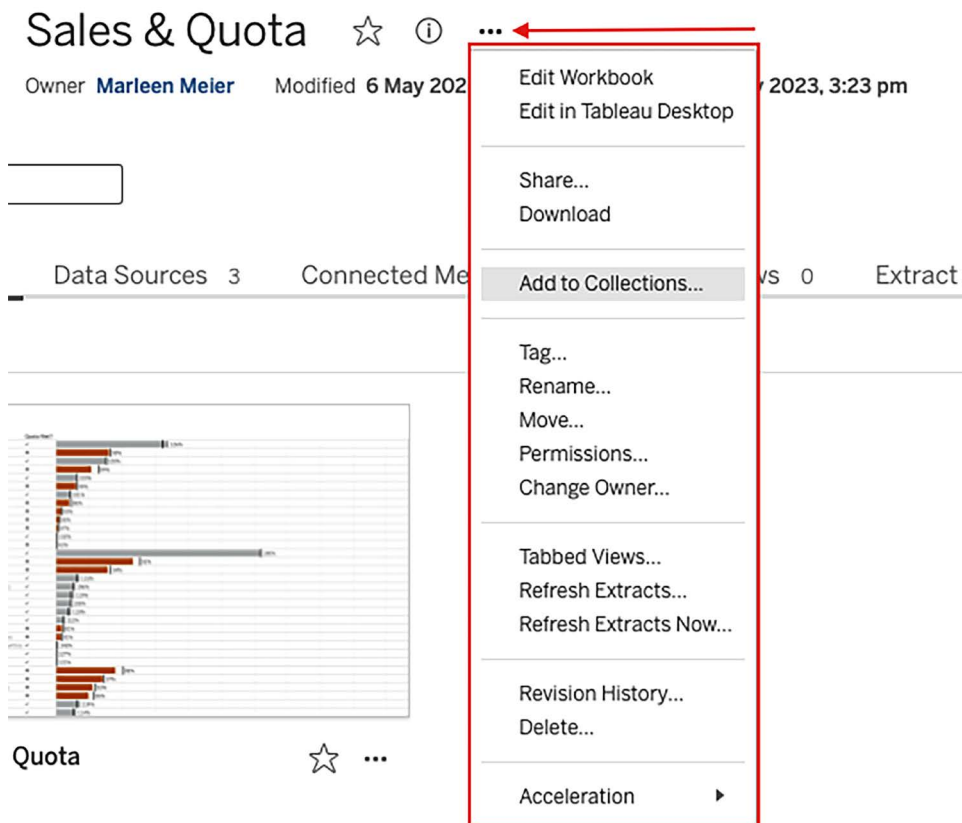 Sales & Quota
Owner Marleen Meier Modified 6 May 202 2023, 3:23 pm
Edit Workbook
Edit in Tableau Desktop
Share...
Download
Data Sources 3 Connected Me ws 0 Extract
Add to Collections...
Tag...
Rename...
Move...
Permissions...
Change Owner...
Tabbed Views...
Refresh Extracts...
Refresh Extracts Now...
Revision History...
Delete...
Quota
Acceleration